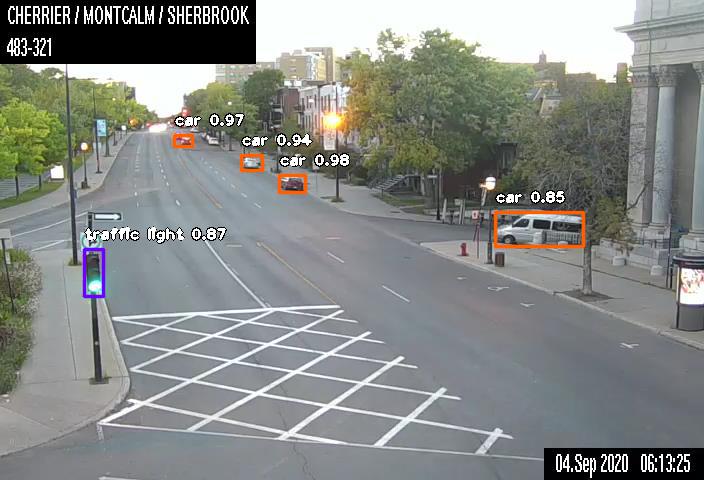 CHERRIER / MONTCALM / SHERBROOK
483-321
car 0.97
car 0.94
car 0.98
car 0.85
traffic light 0.87
04.Sep 2020 06:13:25